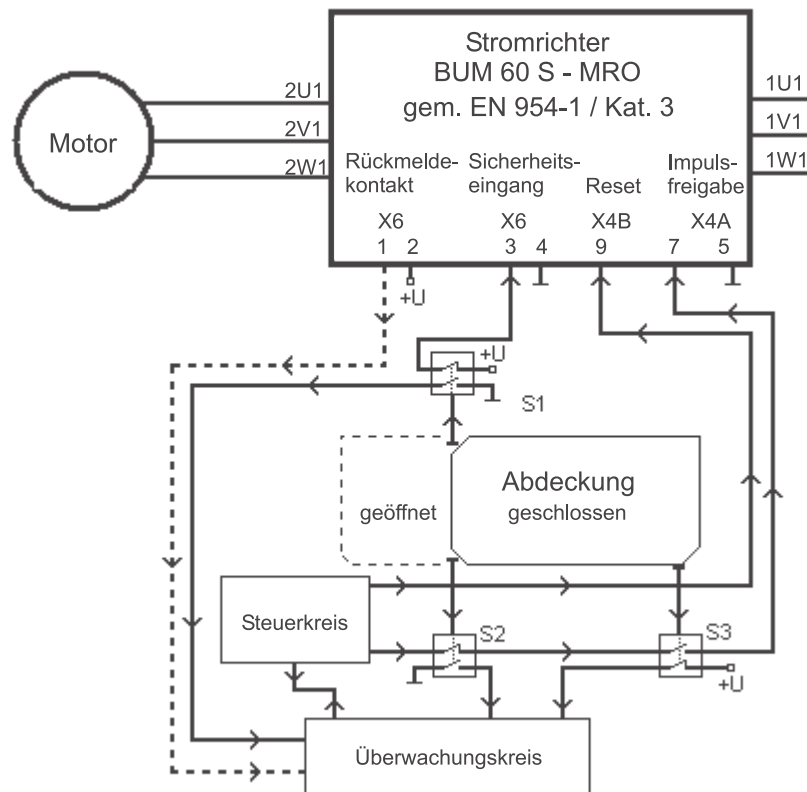 Stromrichter
BUM 60 S - MRO
gem. EN 954-1 / Kat. 3
Motor
2U1
2V1
2W1
1U1
1V1
1W1
Rückmelde-
kontakt
Sicherheits-
eingang
Reset
Impuls-
freigabe
X6
X6
X4B
X4A
1 2
3 4
9
7 5
+U
+U
S1
Abdeckung
geöffnet
geschlossen
Steuerkreis
S2
S3
+U
Überwachungskreis